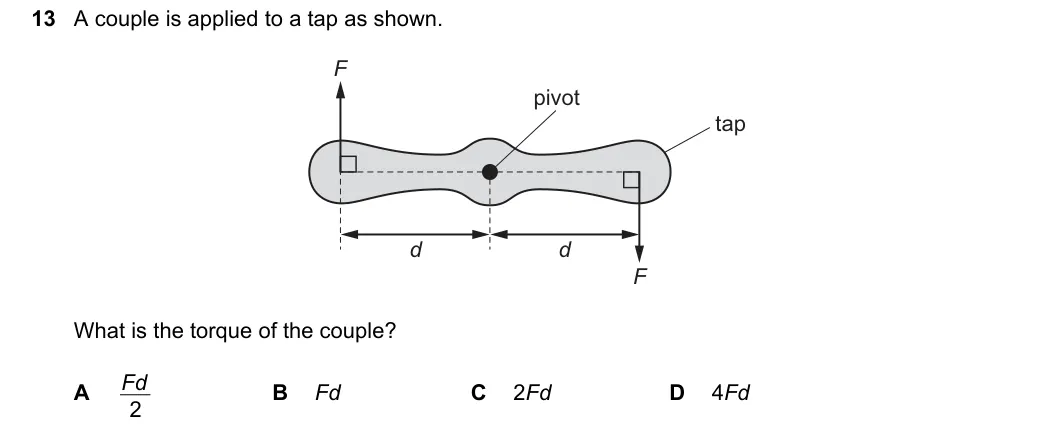 13 A couple is applied to a tap as shown.
F
pivot
tap
d d
F
What is the torque of the couple?
A Fd/2 B Fd C 2Fd D 4Fd